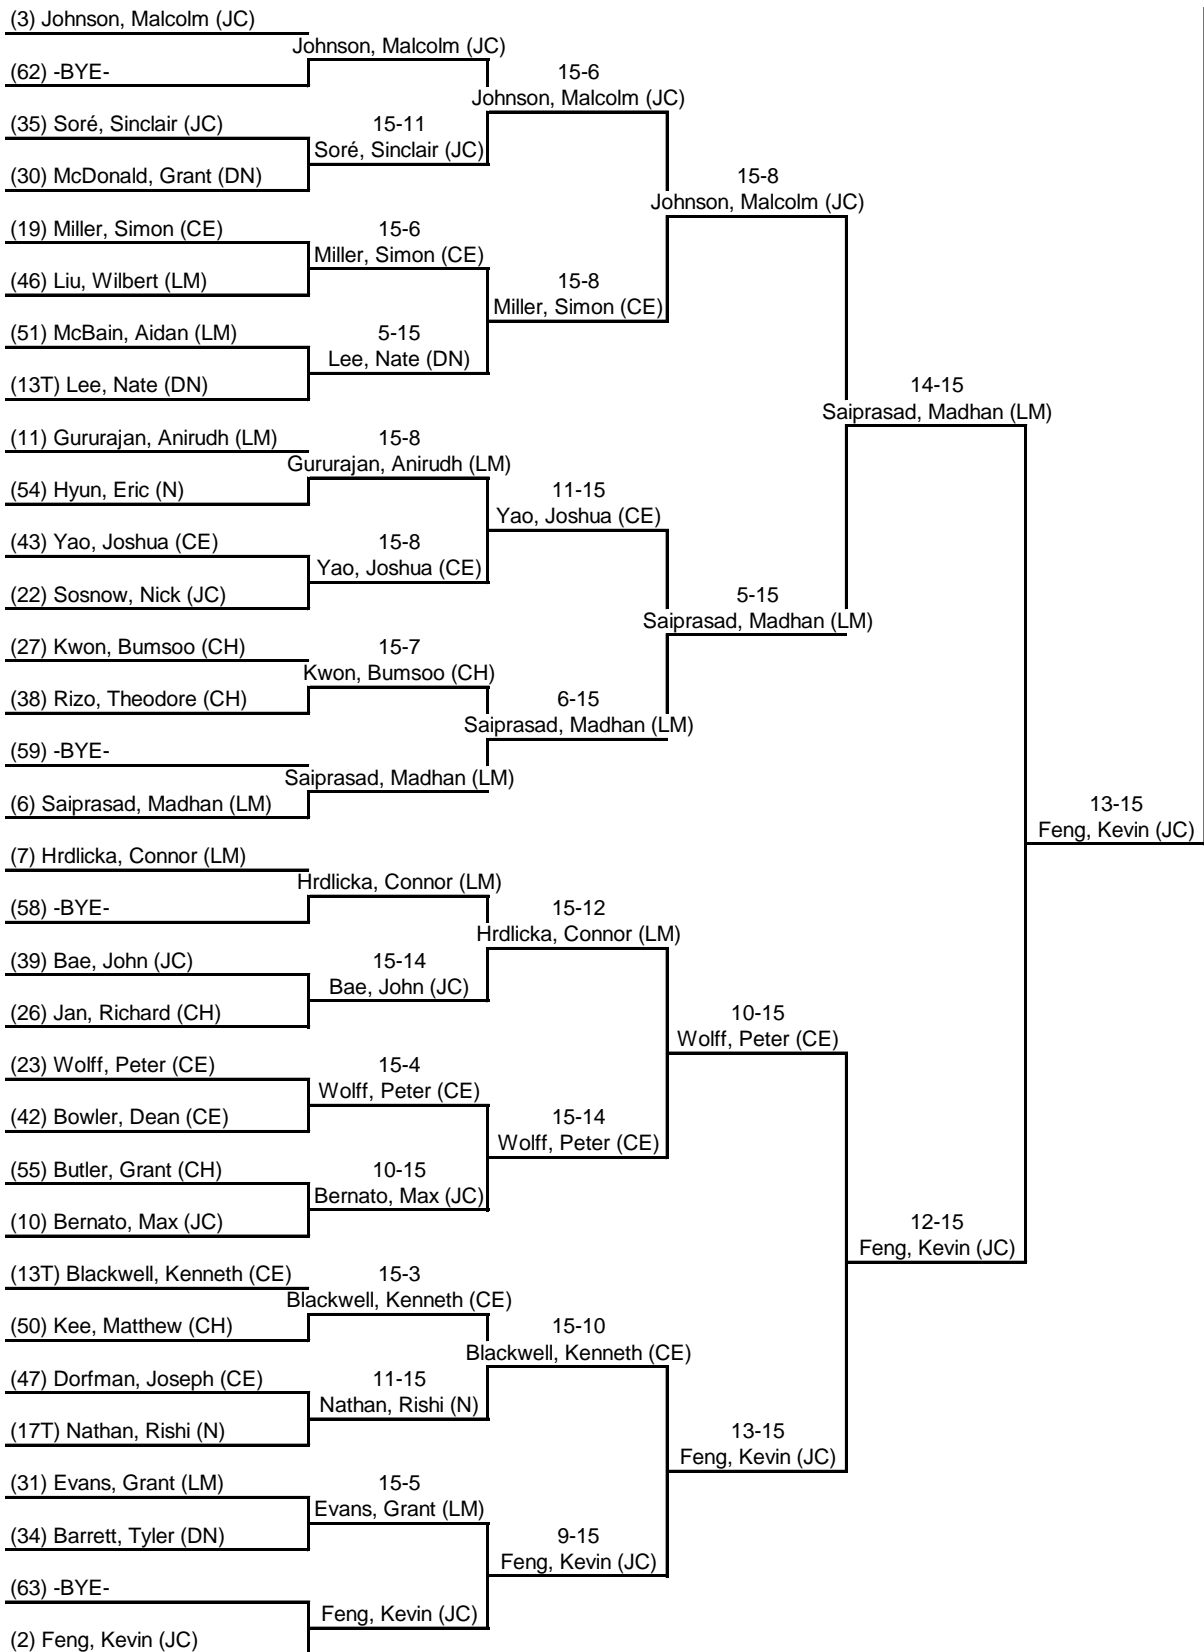 (3) Johnson, Malcolm (JC)
Johnson, Malcolm (JC)
(62) -BYE-
15-6
Johnson, Malcolm (JC)
(35) Soré, Sinclair (JC)
15-11
Soré, Sinclair (JC)
(30) McDonald, Grant (DN)
15-8
Johnson, Malcolm (JC)
(19) Miller, Simon (CE)
15-6
Miller, Simon (CE)
(46) Liu, Wilbert (LM)
15-8
Miller, Simon (CE)
(51) McBain, Aidan (LM)
5-15
Lee, Nate (DN)
(13T) Lee, Nate (DN)
14-15
Saiprasad, Madhan (LM)
(11) Gururajan, Anirudh (LM)
15-8
Gururajan, Anirudh (LM)
(54) Hyun, Eric (N)
11-15
Yao, Joshua (CE)
(43) Yao, Joshua (CE)
15-8
Yao, Joshua (CE)
(22) Sosnow, Nick (JC)
5-15
Saiprasad, Madhan (LM)
(27) Kwon, Bumsoo (CH)
15-7
Kwon, Bumsoo (CH)
(38) Rizo, Theodore (CH)
6-15
Saiprasad, Madhan (LM)
(59) -BYE-
Saiprasad, Madhan (LM)
(6) Saiprasad, Madhan (LM)
13-15
Feng, Kevin (JC)
(7) Hrdlicka, Connor (LM)
Hrdlicka, Connor (LM)
(58) -BYE-
15-12
Hrdlicka, Connor (LM)
(39) Bae, John (JC)
15-14
Bae, John (JC)
(26) Jan, Richard (CH)
10-15
Wolff, Peter (CE)
(23) Wolff, Peter (CE)
15-4
Wolff, Peter (CE)
(42) Bowler, Dean (CE)
15-14
Wolff, Peter (CE)
(55) Butler, Grant (CH)
10-15
Bernato, Max (JC)
(10) Bernato, Max (JC)
12-15
Feng, Kevin (JC)
(13T) Blackwell, Kenneth (CE)
15-3
Blackwell, Kenneth (CE)
(50) Kee, Matthew (CH)
15-10
Blackwell, Kenneth (CE)
(47) Dorfman, Joseph (CE)
11-15
Nathan, Rishi (N)
(17T) Nathan, Rishi (N)
13-15
Feng, Kevin (JC)
(31) Evans, Grant (LM)
15-5
Evans, Grant (LM)
(34) Barrett, Tyler (DN)
9-15
Feng, Kevin (JC)
(63) -BYE-
Feng, Kevin (JC)
(2) Feng, Kevin (JC)